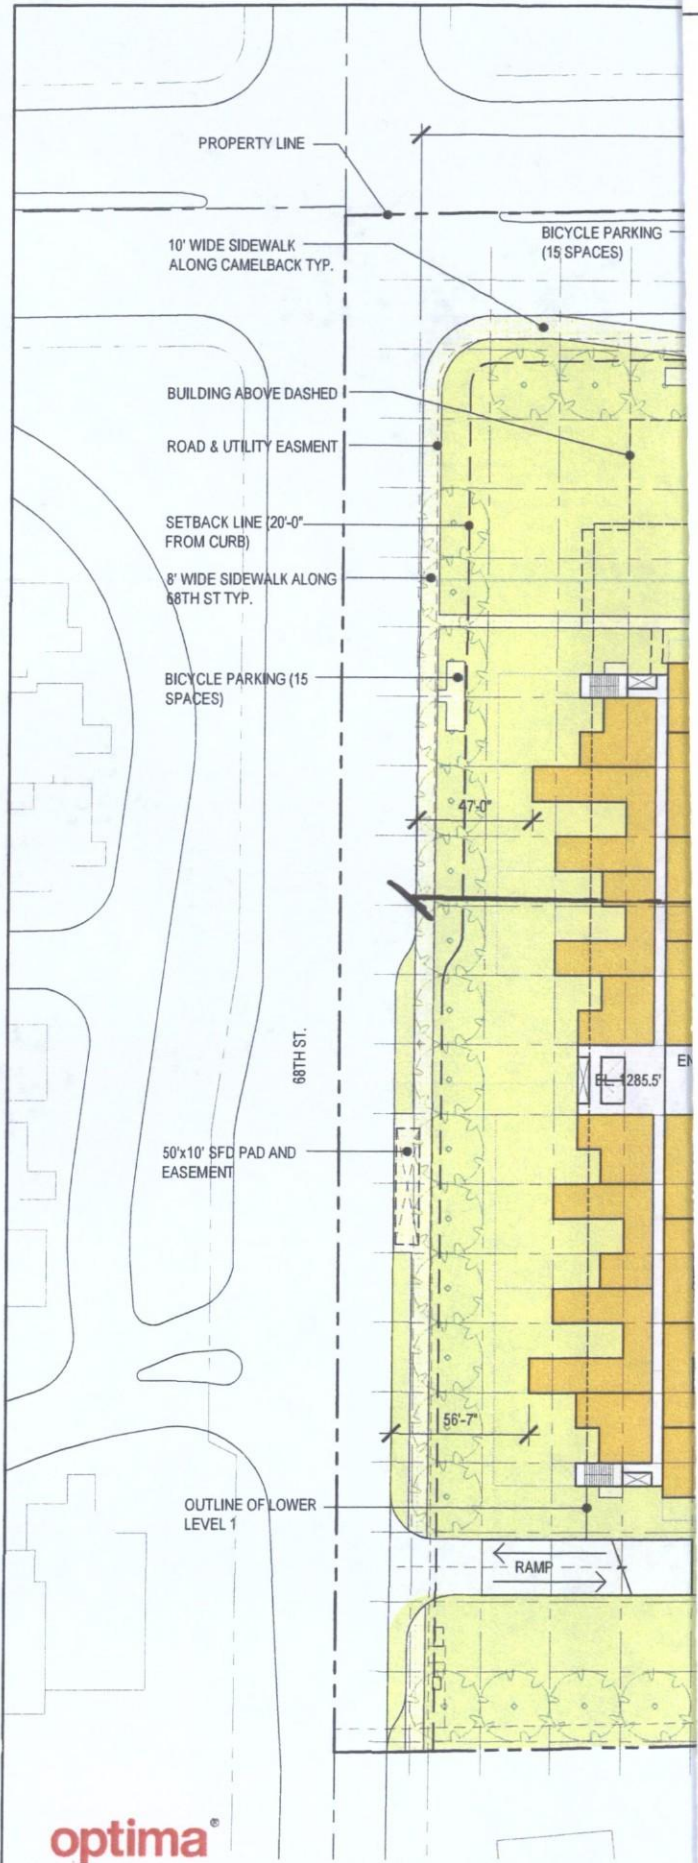 PROPERTY LINE
10' WIDE SIDEWALK
ALONG CAMELBACK TYP.
BICYCLE PARKING
(15 SPACES)
BUILDING ABOVE DASHED
ROAD & UTILITY EASMENT
SETBACK LINE (20'-0"
FROM CURB)
8' WIDE SIDEWALK ALONG
68TH ST TYP.
BICYCLE PARKING (15
SPACES)
47'-0"
68TH ST.
EL. 1285.5'
EN
50'x10' SFD PAD AND
EASEMENT
56'-7"
OUTLINE OF LOWER
LEVEL 1
RAMP
optima®